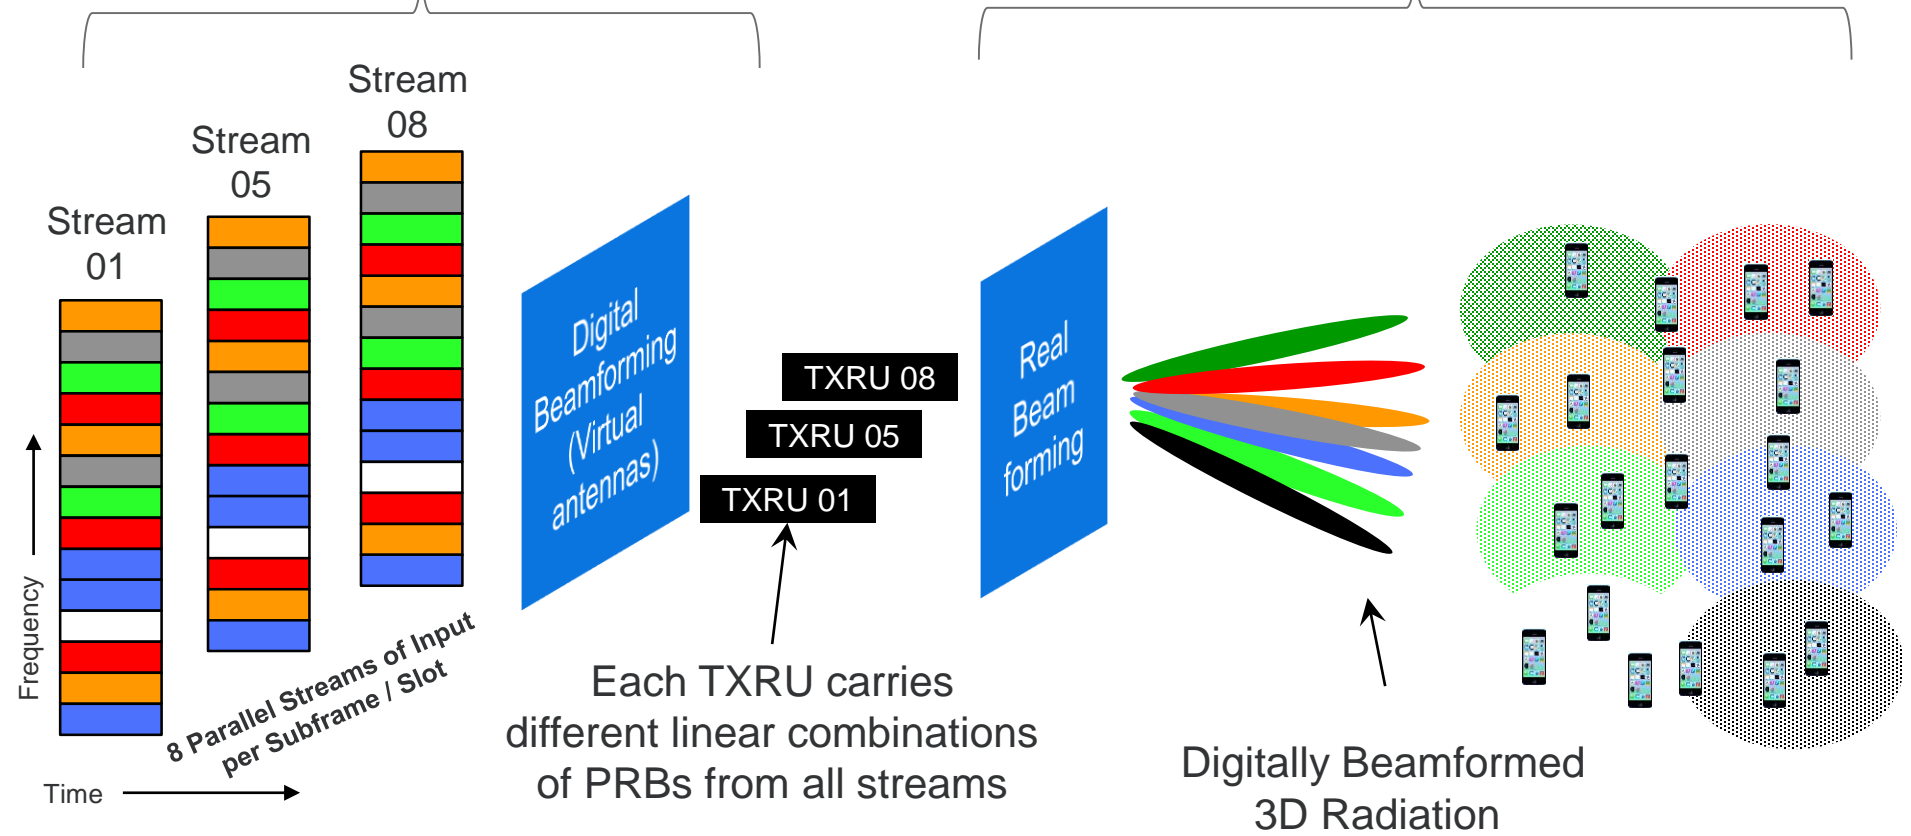 Stream
01
Stream
05
Stream
08
Frequency
Time
8 Parallel Streams of Input
per Subframe / Slot
Digital
Beamforming
(Virtual
antennas)
TXRU 08
TXRU 05
TXRU 01
Each TXRU carries
different linear combinations
of PRBs from all streams
Real
Beam
forming
Digitally Beamformed
3D Radiation